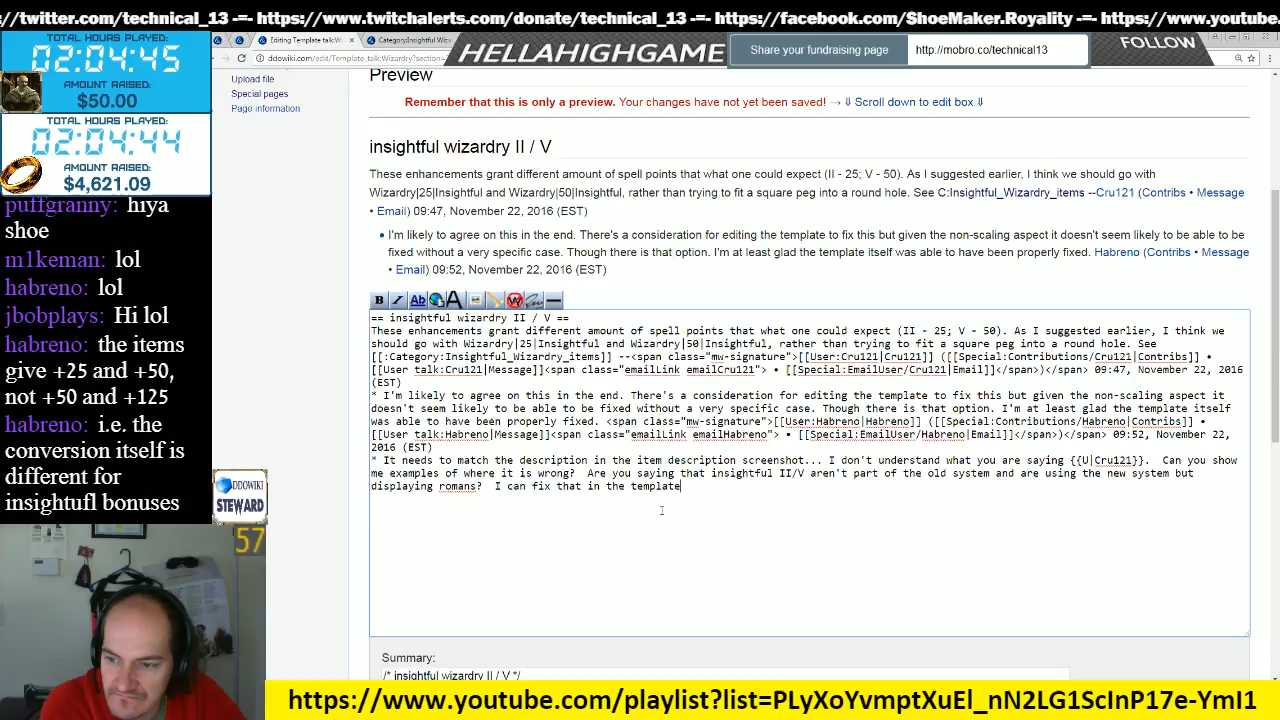 s://twitter.com/technical_13 -=- https://www.twitchalerts.com/donate/technical_13 -=- https://facebook.com/ShoeMaker.Royality -=- https://www.youtube.
TOTAL HOURS PLAYED:
02:04:45
AMOUNT RAISED:
$50.00
TOTAL HOURS PLAYED:
02:04:44
AMOUNT RAISED:
$4,621.09
puffgranny: hiya
shoe
m1keman: lol
habreno: lol
jbobplays: Hi lol
habreno: the items
give +25 and +50,
not +50 and +125
habreno: i.e. the
conversion itself is
different for
insightufl bonuses
DDOWIKI
STEWARD
57
Editing Template talk:Wi
Category:Insightful Wiz
ddowiki.com/edit/Template_talk:Wizardry?section=
HELLAHIGHGAME
Share your fundraising page
http://mobro.co/technical13
FOLLOW
Upload file
Special pages
Page information
Preview
Remember that this is only a preview. Your changes have not yet been saved! → ⇓ Scroll down to edit box ⇓
insightful wizardry II / V
These enhancements grant different amount of spell points that what one could expect (II - 25; V - 50). As I suggested earlier, I think we should go with
Wizardry|25|Insightful and Wizardry|50|Insightful, rather than trying to fit a square peg into a round hole. See C:Insightful_Wizardry_items --Cru121 (Contribs • Message
• Email) 09:47, November 22, 2016 (EST)
• I'm likely to agree on this in the end. There's a consideration for editing the template to fix this but given the non-scaling aspect it doesn't seem likely to be able to be
fixed without a very specific case. Though there is that option. I'm at least glad the template itself was able to have been properly fixed. Habreno (Contribs • Message
• Email) 09:52, November 22, 2016 (EST)
B I Ab A
== insightful wizardry II / V ==
These enhancements grant different amount of spell points that what one could expect (II - 25; V - 50). As I suggested earlier, I think we
should go with Wizardry|25|Insightful and Wizardry|50|Insightful, rather than trying to fit a square peg into a round hole. See
[[:Category:Insightful_Wizardry_items]] --<span class="mw-signature">[[User:Cru121|Cru121]] ([[Special:Contributions/Cru121|Contribs]] •
[[User talk:Cru121|Message]]<span class="emailLink emailCru121"> • [[Special:EmailUser/Cru121|Email]]</span>)</span> 09:47, November 22, 2016
(EST)
* I'm likely to agree on this in the end. There's a consideration for editing the template to fix this but given the non-scaling aspect it
doesn't seem likely to be able to be fixed without a very specific case. Though there is that option. I'm at least glad the template itself
was able to have been properly fixed. <span class="mw-signature">[[User:Habreno|Habreno]] ([[Special:Contributions/Habreno|Contribs]] •
[[User talk:Habreno|Message]]<span class="emailLink emailHabreno"> • [[Special:EmailUser/Habreno|Email]]</span>)</span> 09:52, November 22,
2016 (EST)
* It needs to match the description in the item description screenshot... I don't understand what you are saying {{U|Cru121}}.  Can you show
me examples of where it is wrong?  Are you saying that insightful II/V aren't part of the old system and are using the new system but
displaying romans?  I can fix that in the template
Summary:
/* insightful wizardry II / V */
https://www.youtube.com/playlist?list=PLyXoYvmptXuEl_nN2LG1ScInP17e-YmI1